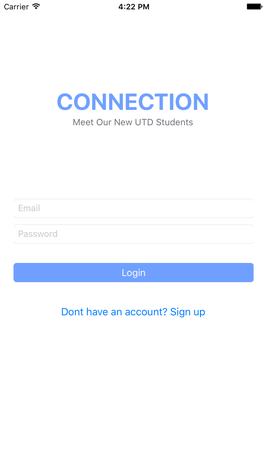 Carrier 4:22 PM
CONNECTION
Meet Our New UTD Students
Email
Password
Login
Dont have an account? Sign up